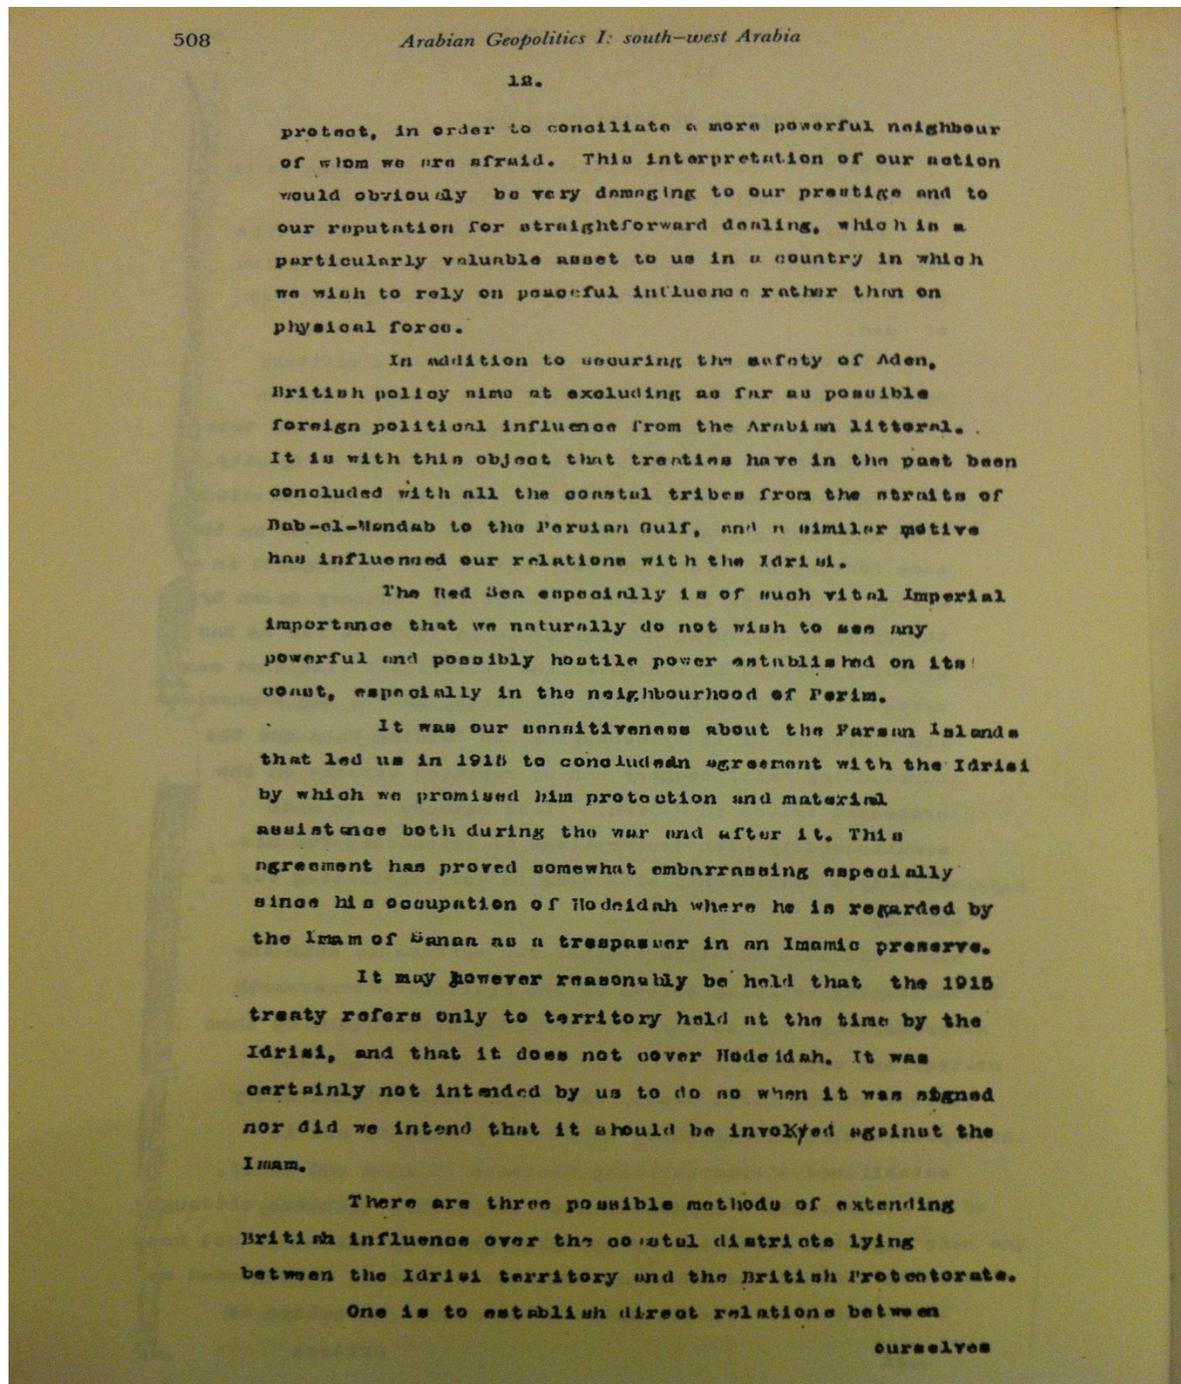 508
Arabian Geopolitics I: south-west Arabia
12.
protect, in order to conciliate a more powerful neighbour
of whom we are afraid. This interpretation of our action
would obviously be very damaging to our prestige and to
our reputation for straightforward dealing, which is a
particularly valuable asset to us in a country in which
we wish to rely on peaceful influence rather than on
physical force.
In addition to securing the safety of Aden,
British policy aims at excluding as far as possible
foreign political influence from the Arabian litteral.
It is with this object that treaties have in the past been
concluded with all the coastal tribes from the straits of
Bab-el-Mendab to the Persian Gulf, and a similar motive
has influenced our relations with the Idrisi.
The Red Sea especially is of such vital Imperial
importance that we naturally do not wish to see any
powerful and possibly hostile power established on its
coast, especially in the neighbourhood of Perim.
It was our sensitiveness about the Farsan Islands
that led us in 1915 to concludean agreement with the Idrisi
by which we promised him protection and material
assistance both during the war and after it. This
agreement has proved somewhat embarrassing especially
since his occupation of Hodeidah where he is regarded by
the Imam of Sanaa as a trespasser in an Imamic preserve.
It may however reasonably be held that the 1915
treaty refers only to territory held at the time by the
Idrisi, and that it does not cover Hodeidah. It was
certainly not intended by us to do so when it was signed
nor did we intend that it should be invoked against the
Imam.
There are three possible methods of extending
British influence over the coastal districts lying
between the Idrisi territory and the British Protectorate.
One is to establish direct relations between
ourselves